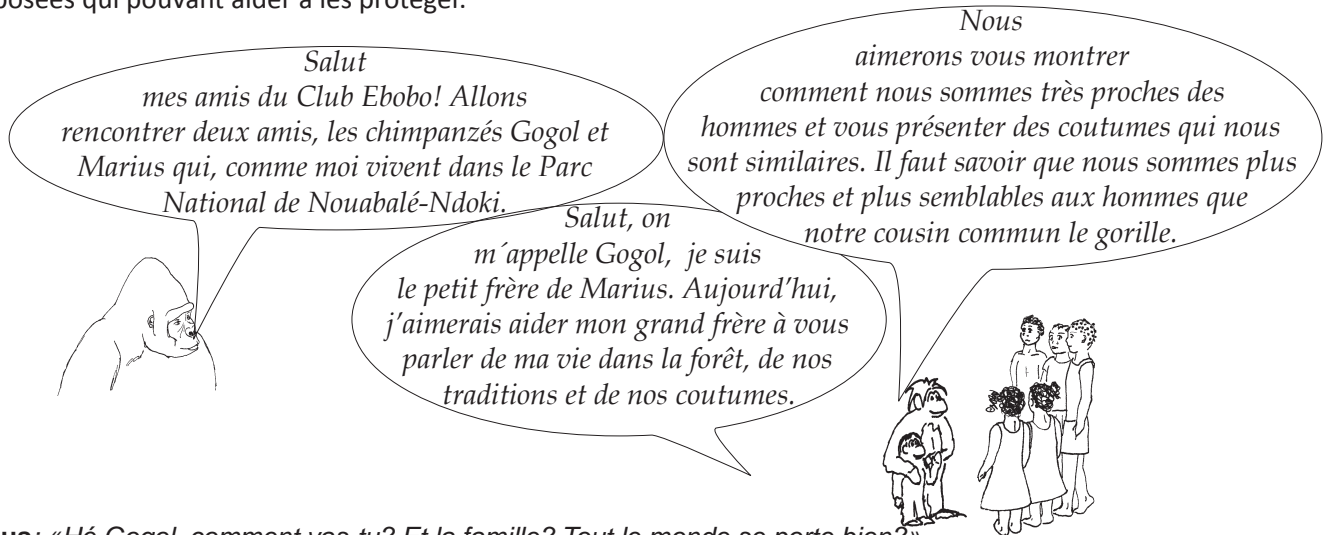 posées qui pouvant aider à les protéger.
Salut
mes amis du Club Ebobo! Allons
rencontrer deux amis, les chimpanzés Gogol et
Marius qui, comme moi vivent dans le Parc
National de Nouabalé-Ndoki.
Nous
aimerons vous montrer
comment nous sommes très proches des
hommes et vous présenter des coutumes qui nous
sont similaires. Il faut savoir que nous sommes plus
proches et plus semblables aux hommes que
notre cousin commun le gorille.
Salut, on
m´appelle Gogol, je suis
le petit frère de Marius. Aujourd’hui,
j’aimerais aider mon grand frère à vous
parler de ma vie dans la forêt, de nos
traditions et de nos coutumes.
: «Hé Gogol, comment vas-tu? Et la famille? Tout le monde se porte bien?»